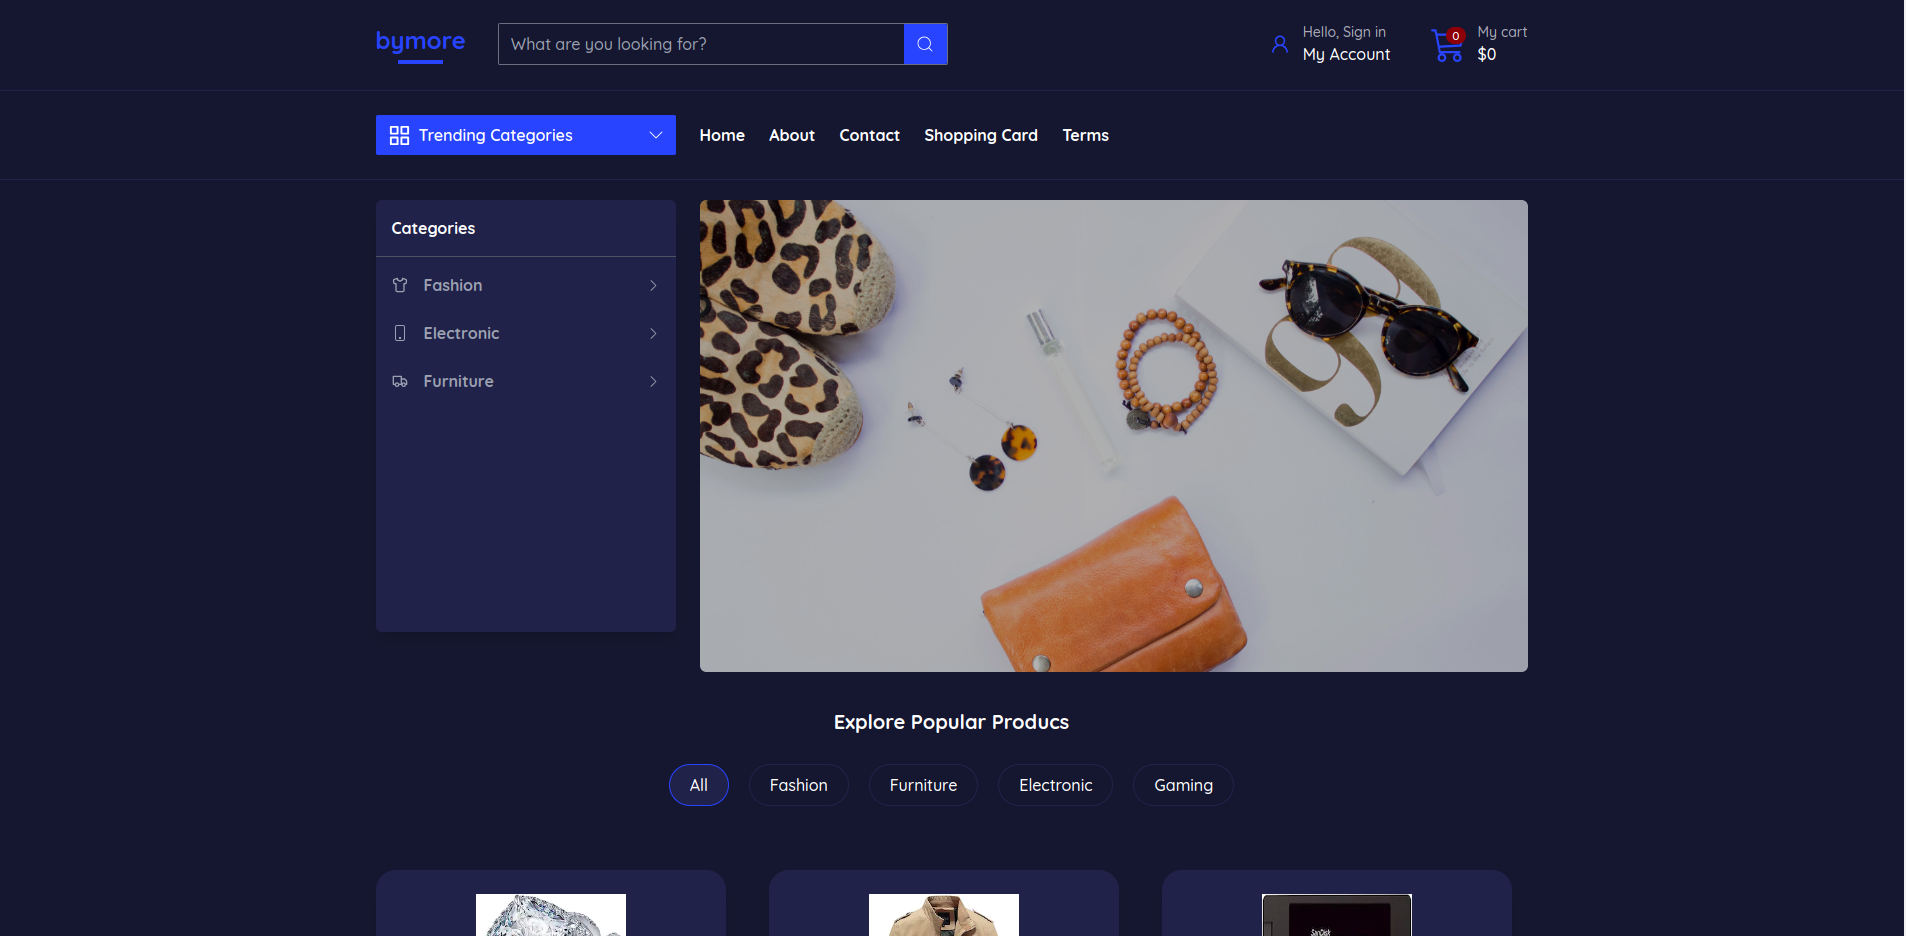 bymore
What are you looking for?
Hello, Sign in
My Account
0
My cart
$0
Trending Categories
Home
About
Contact
Shopping Card
Terms
Categories
Fashion
Electronic
Furniture
Explore Popular Producs
All
Fashion
Furniture
Electronic
Gaming
SanDisk